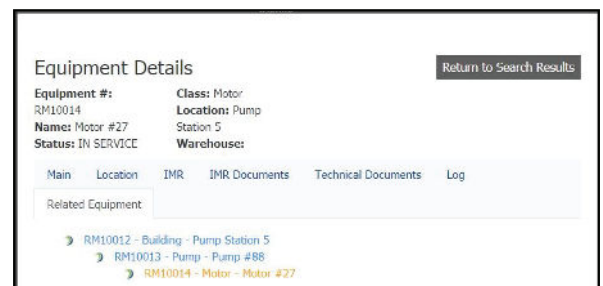 Equipment Details
Return to Search Results
Equipment #:
RM10014
Name: Motor #27
Status: IN SERVICE
Class: Motor
Location: Pump
Station 5
Warehouse:
Main Location IMR IMR Documents Technical Documents Log
Related Equipment
RM10012 - Building - Pump Station 5
RM10013 - Pump - Pump #88
RM10014 - Motor - Motor #27